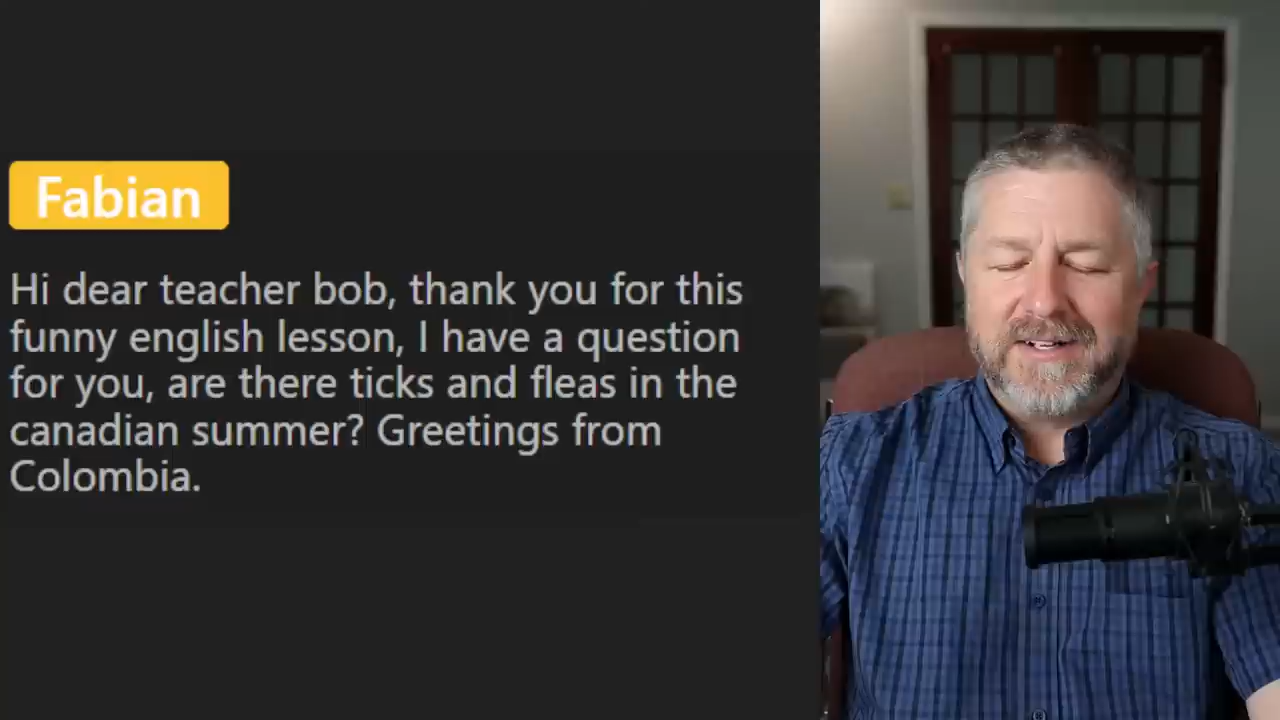 Fabian
Hi dear teacher bob, thank you for this
funny english lesson, I have a question
for you, are there ticks and fleas in the
canadian summer? Greetings from
Colombia.